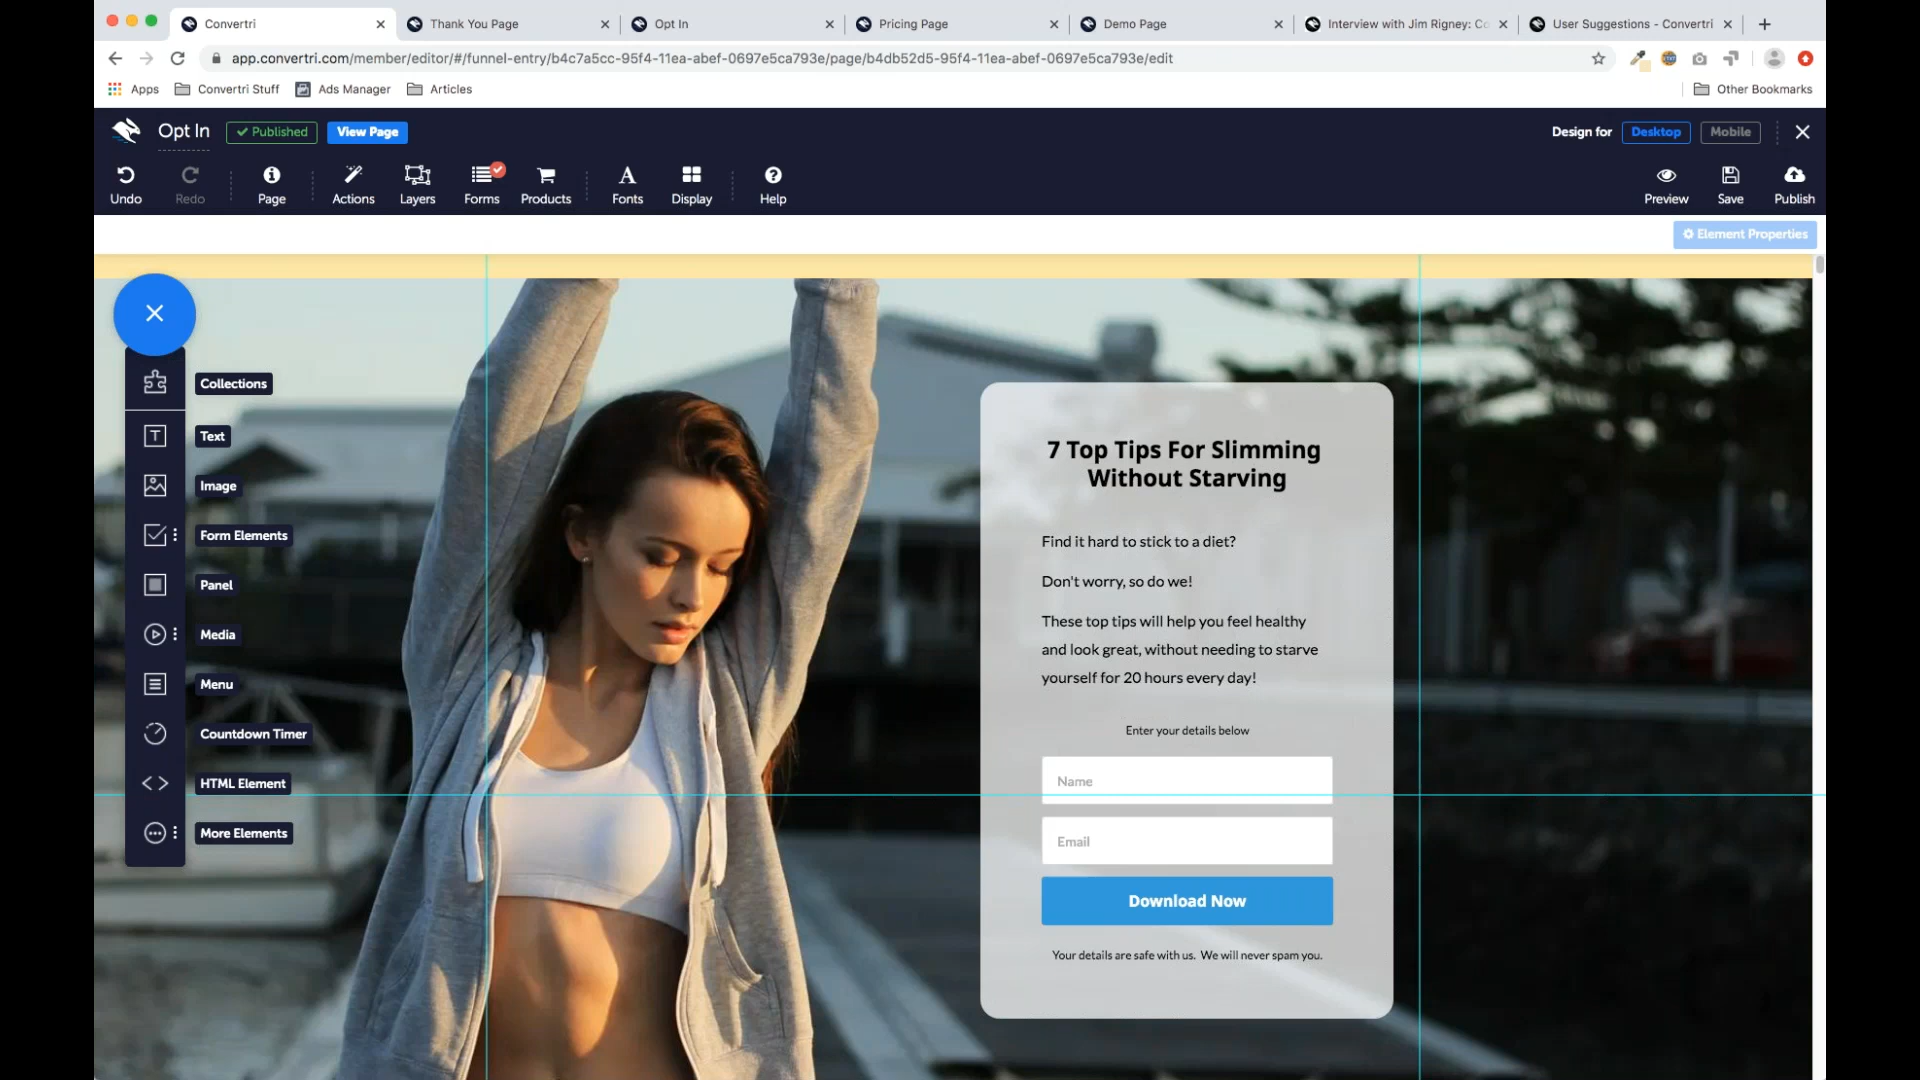 Convertri
Thank You Page
Opt In
Pricing Page
Demo Page
Interview with Jim Rigney: Co
User Suggestions - Convertri
app.convertri.com/member/editor/#/funnel-entry/b4c7a5cc-95f4-11ea-abef-0697e5ca793e/page/b4db52d5-95f4-11ea-abef-0697e5ca793e/edit
Apps
Convertri Stuff
Ads Manager
Articles
Other Bookmarks
Opt In
Published
View Page
Design for
Desktop
Mobile
Undo
Redo
Page
Actions
Layers
Forms
Products
Fonts
Display
Help
Preview
Save
Publish
Element Properties
Collections
Text
Image
Form Elements
Panel
Media
Menu
Countdown Timer
HTML Element
More Elements
7 Top Tips For Slimming
Without Starving
Find it hard to stick to a diet?
Don't worry, so do we!
These top tips will help you feel healthy
and look great, without needing to starve
yourself for 20 hours every day!
Enter your details below
Name
Email
Download Now
Your details are safe with us. We will never spam you.